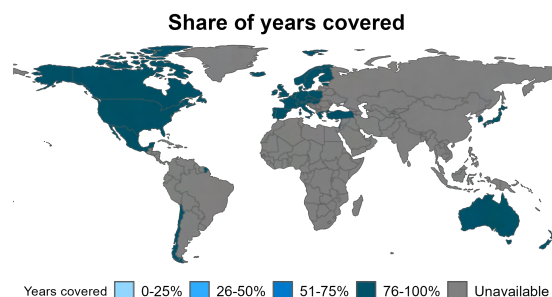 Share of years covered
Years covered 0-25% 26-50% 51-75% 76-100% Unavailable